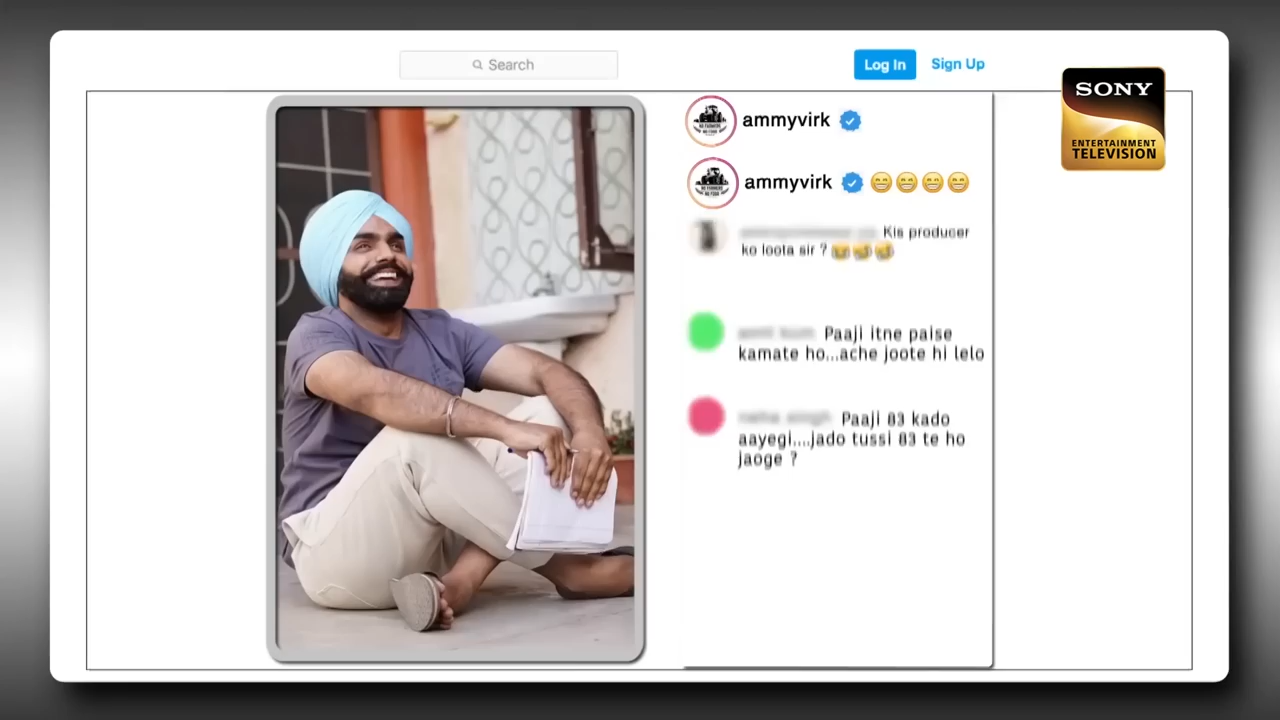 Search
Log In
Sign Up
SONY
ENTERTAINMENT
TELEVISION
ammyvirk
ammyvirk 😁😁😁😁
Kis producer
ko loota sir ? 😂😂😂
Paaji itne paise
kamate ho...ache joote hi lelo
Paaji 83 kado
aayegi....jado tussi 83 te ho
jaoge ?